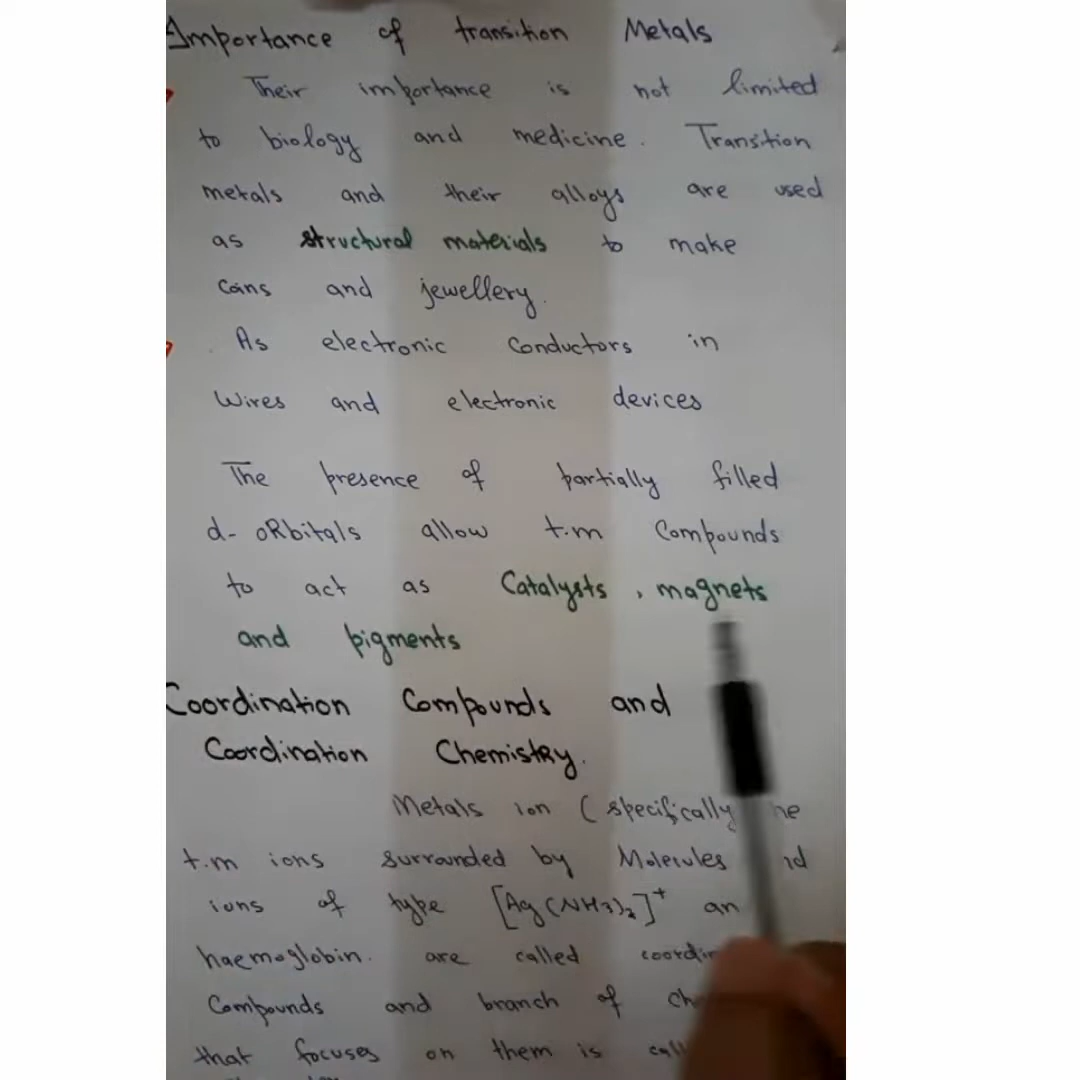 Importance of transition Metals
Their importance is not limited
to biology and medicine. Transition
metals and their alloys are used
as structural materials to make
cans and jewellery.
As electronic conductors in
wires and electronic devices
The presence of partially filled
d-orbitals allow t.m compounds
to act as Catalysts, magnets
and pigments
Coordination Compounds and
Coordination Chemistry.
Metals ion (specifically
t.m ions surranded by Molecules
ions of type [Ag(NH3)2]+
haemoglobin. are called
Compounds and branch of
that focuses on them is